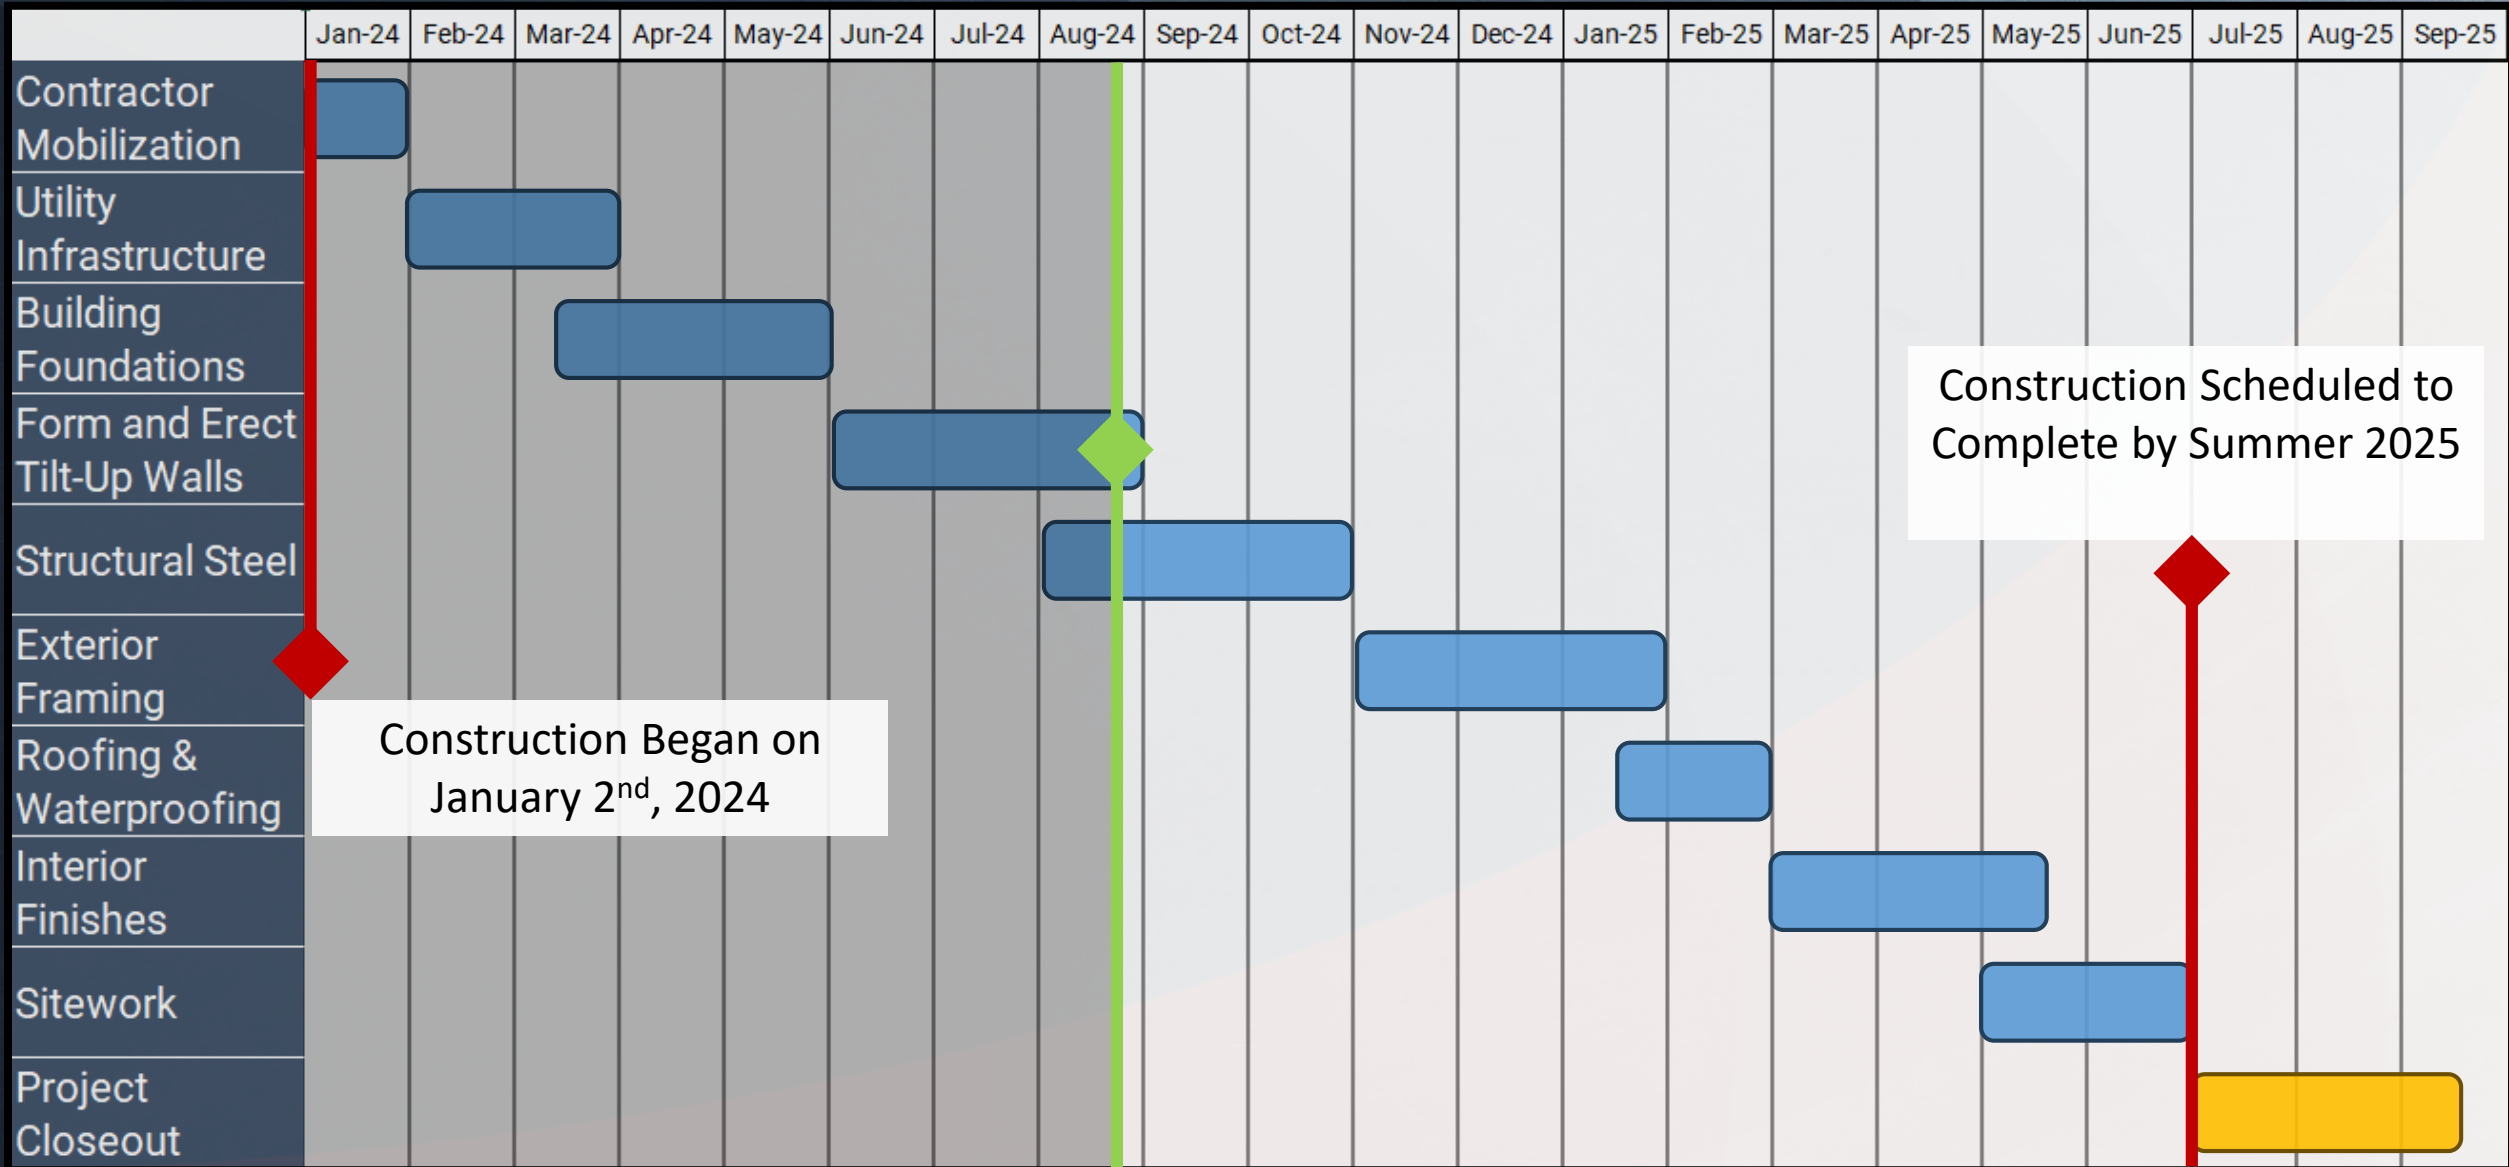 Jan-24 Feb-24 Mar-24 Apr-24 May-24 Jun-24 Jul-24 Aug-24 Sep-24 Oct-24 Nov-24 Dec-24 Jan-25 Feb-25 Mar-25 Apr-25 May-25 Jun-25 Jul-25 Aug-25 Sep-25
Contractor
Mobilization
Utility
Infrastructure
Building
Foundations
Form and Erect
Tilt-Up Walls
Structural Steel
Exterior
Framing
Roofing &
Waterproofing
Interior
Finishes
Sitework
Project
Closeout
Construction Scheduled to
Complete by Summer 2025
Construction Began on
January 2nd, 2024